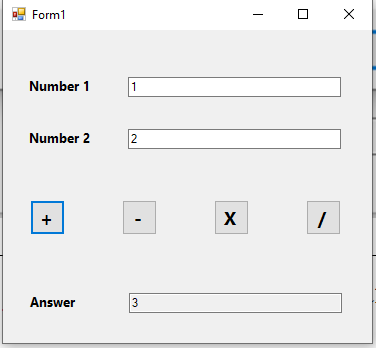 Form1
Number 1 1
Number 2 2
+ - X /
Answer 3